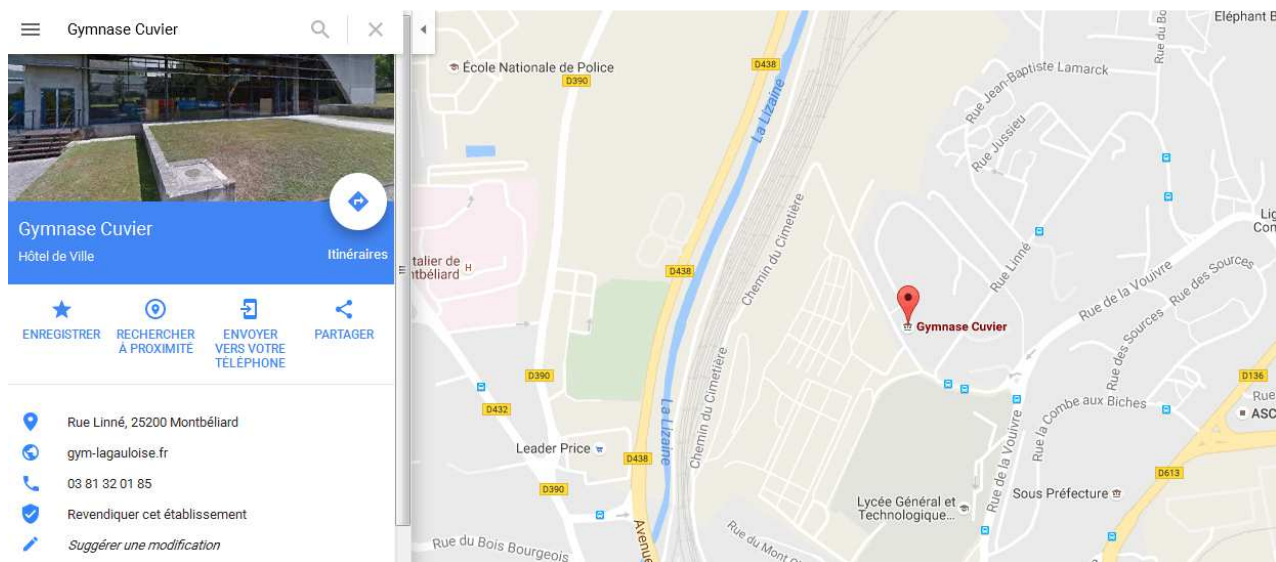 Gymnase Cuvier
Gymnase Cuvier
Hôtel de Ville
Itinéraires
ENREGISTRER
RECHERCHER
À PROXIMITÉ
ENVOYER
VERS VOTRE
TÉLÉPHONE
PARTAGER
Rue Linné, 25200 Montbéliard
gym-lagauloise.fr
03 81 32 01 85
Revendiquer cet établissement
Suggérer une modification
École Nationale de Police
D390
D438
La Lizaine
Rue Jean-Baptiste Lamarck
Rue du Bo
Eléphant B
Rue Jussieu
Chemin du Cimetière
talier de
ntbéliard
H
D438
Rue Linné
Rue de la Vouivre
Rue des Sources
Lig
Con
Gymnase Cuvier
Rue des Sources
D390
D432
La Lizaine
Chemin du Cimetière
Rue la Combe aux Biches
D136
Rue
ASC
Leader Price
D438
Rue de la Vouivre
D613
D390
Lycée Général et
Technologique...
Sous Préfecture
Rue du Bois Bourgeois
Avenue